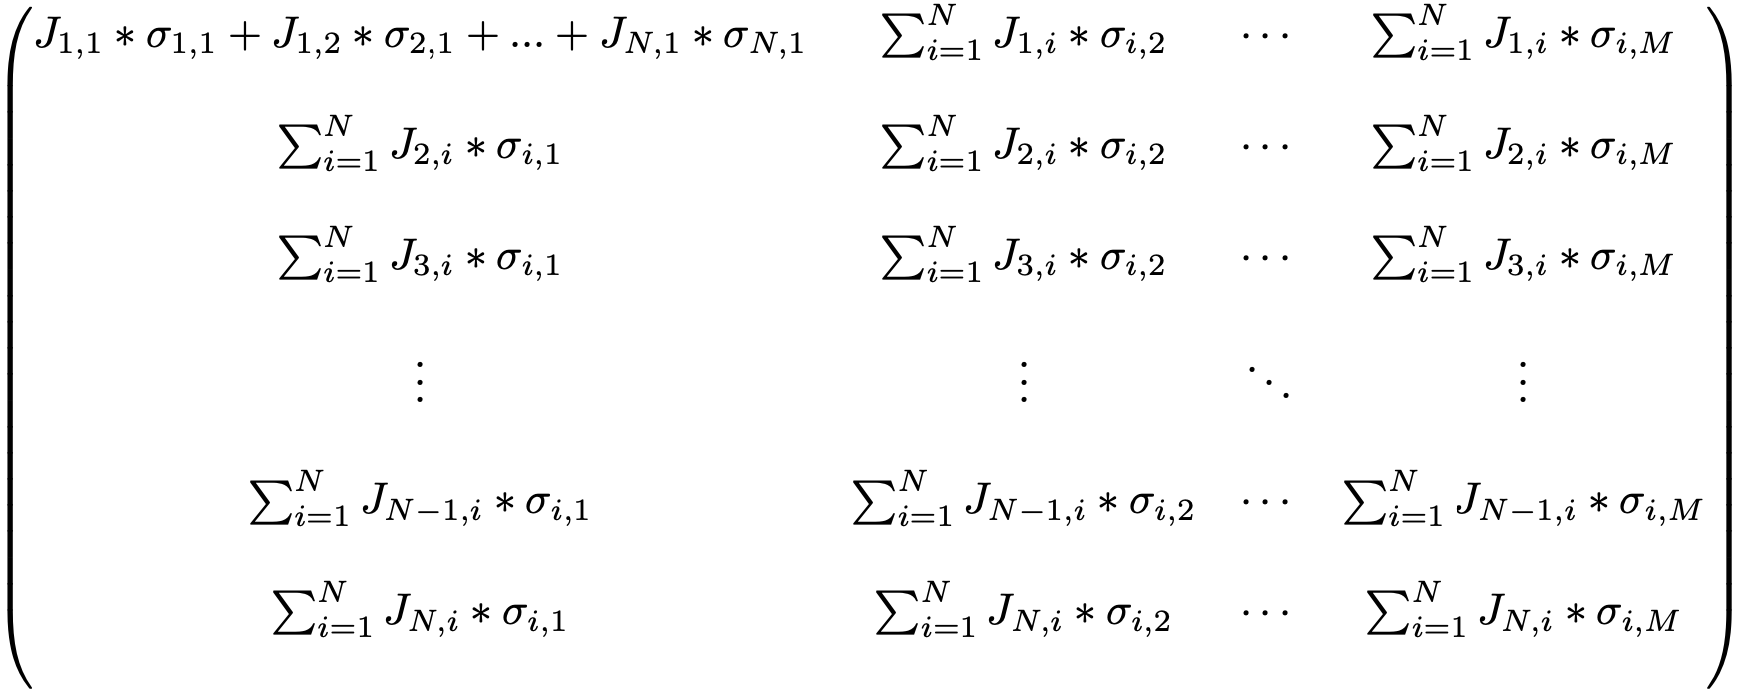 J_{1,1} * σ_{1,1} + J_{1,2} * σ_{2,1} + ... + J_{N,1} * σ_{N,1} ∑_{i=1}^{N} J_{1,i} * σ_{i,2} ⋯ ∑_{i=1}^{N} J_{1,i} * σ_{i,M}
∑_{i=1}^{N} J_{2,i} * σ_{i,1} ∑_{i=1}^{N} J_{2,i} * σ_{i,2} ⋯ ∑_{i=1}^{N} J_{2,i} * σ_{i,M}
∑_{i=1}^{N} J_{3,i} * σ_{i,1} ∑_{i=1}^{N} J_{3,i} * σ_{i,2} ⋯ ∑_{i=1}^{N} J_{3,i} * σ_{i,M}
⋮ ⋮ ⋱ ⋮
∑_{i=1}^{N} J_{N−1,i} * σ_{i,1} ∑_{i=1}^{N} J_{N−1,i} * σ_{i,2} ⋯ ∑_{i=1}^{N} J_{N−1,i} * σ_{i,M}
∑_{i=1}^{N} J_{N,i} * σ_{i,1} ∑_{i=1}^{N} J_{N,i} * σ_{i,2} ⋯ ∑_{i=1}^{N} J_{N,i} * σ_{i,M}